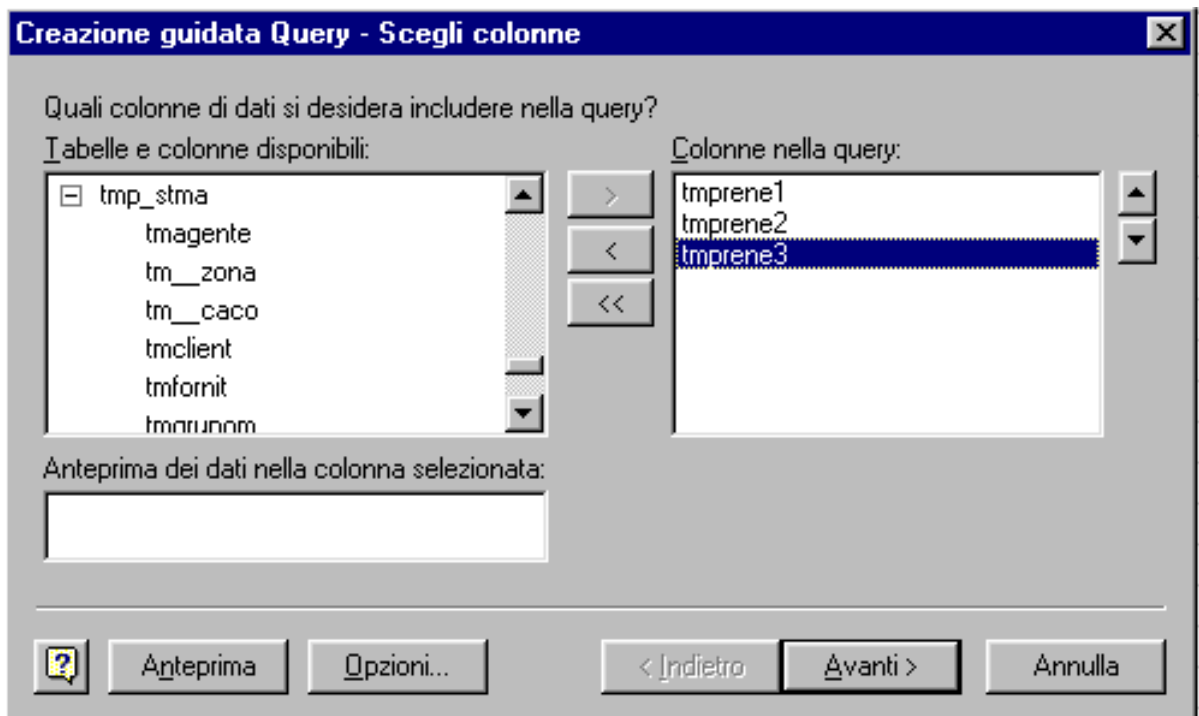 Creazione guidata Query - Scegli colonne
Quali colonne di dati si desidera includere nella query?
Tabelle e colonne disponibili:
Colonne nella query:
tmp_stma
tmagente
tm__zona
tm__caco
tmclient
tmfornit
tmgrupom
>
<
<<
tmprene1
tmprene2
tmprene3
Anteprima dei dati nella colonna selezionata:
?
Anteprima
Opzioni...
< Indietro
Avanti >
Annulla